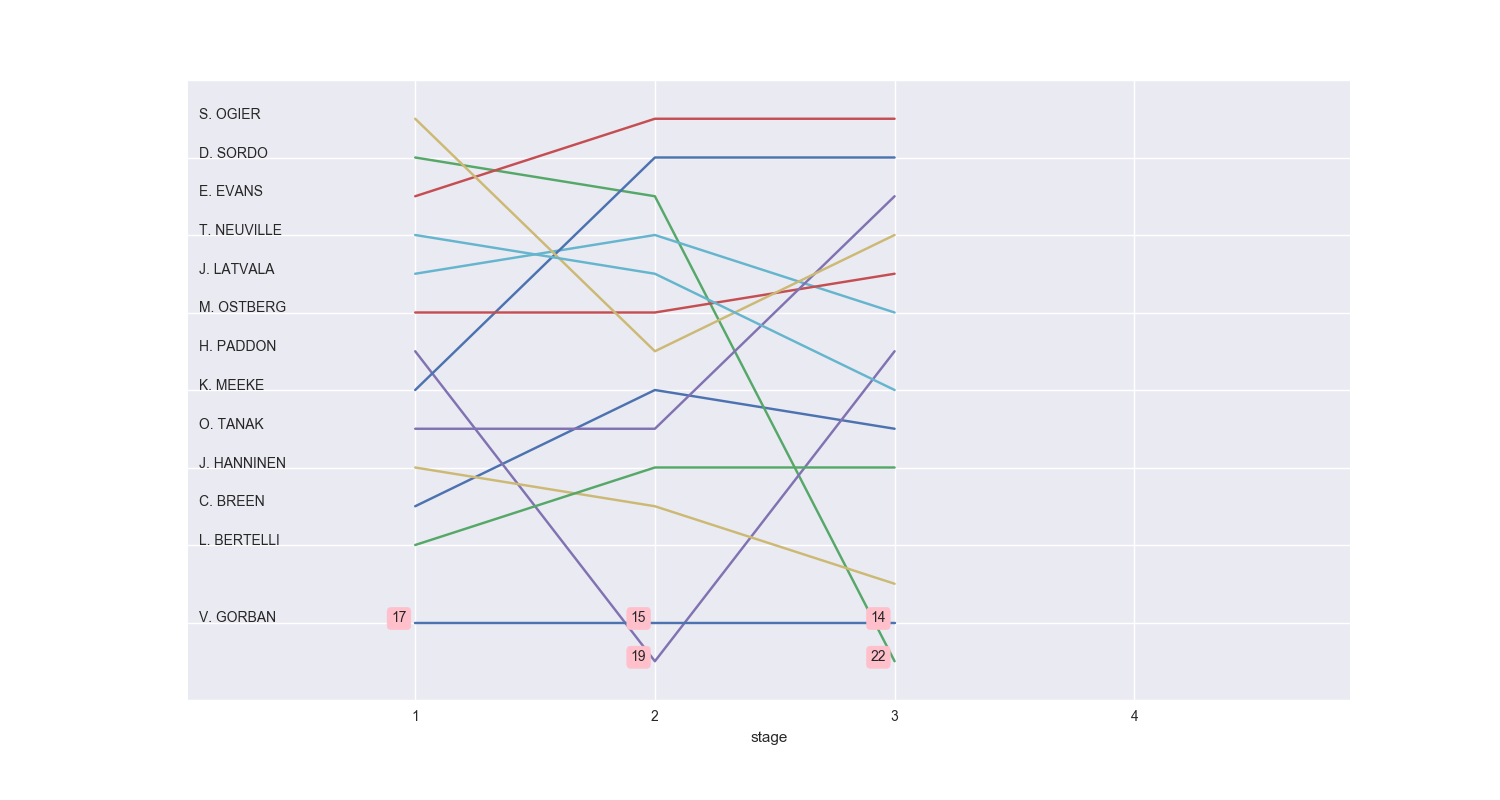 S. OGIER
D. SORDO
E. EVANS
T. NEUVILLE
J. LATVALA
M. OSTBERG
H. PADDON
K. MEEKE
O. TANAK
J. HANNINEN
C. BREEN
L. BERTELLI
V. GORBAN 17 15 14
19 22
1 2 3 4
stage